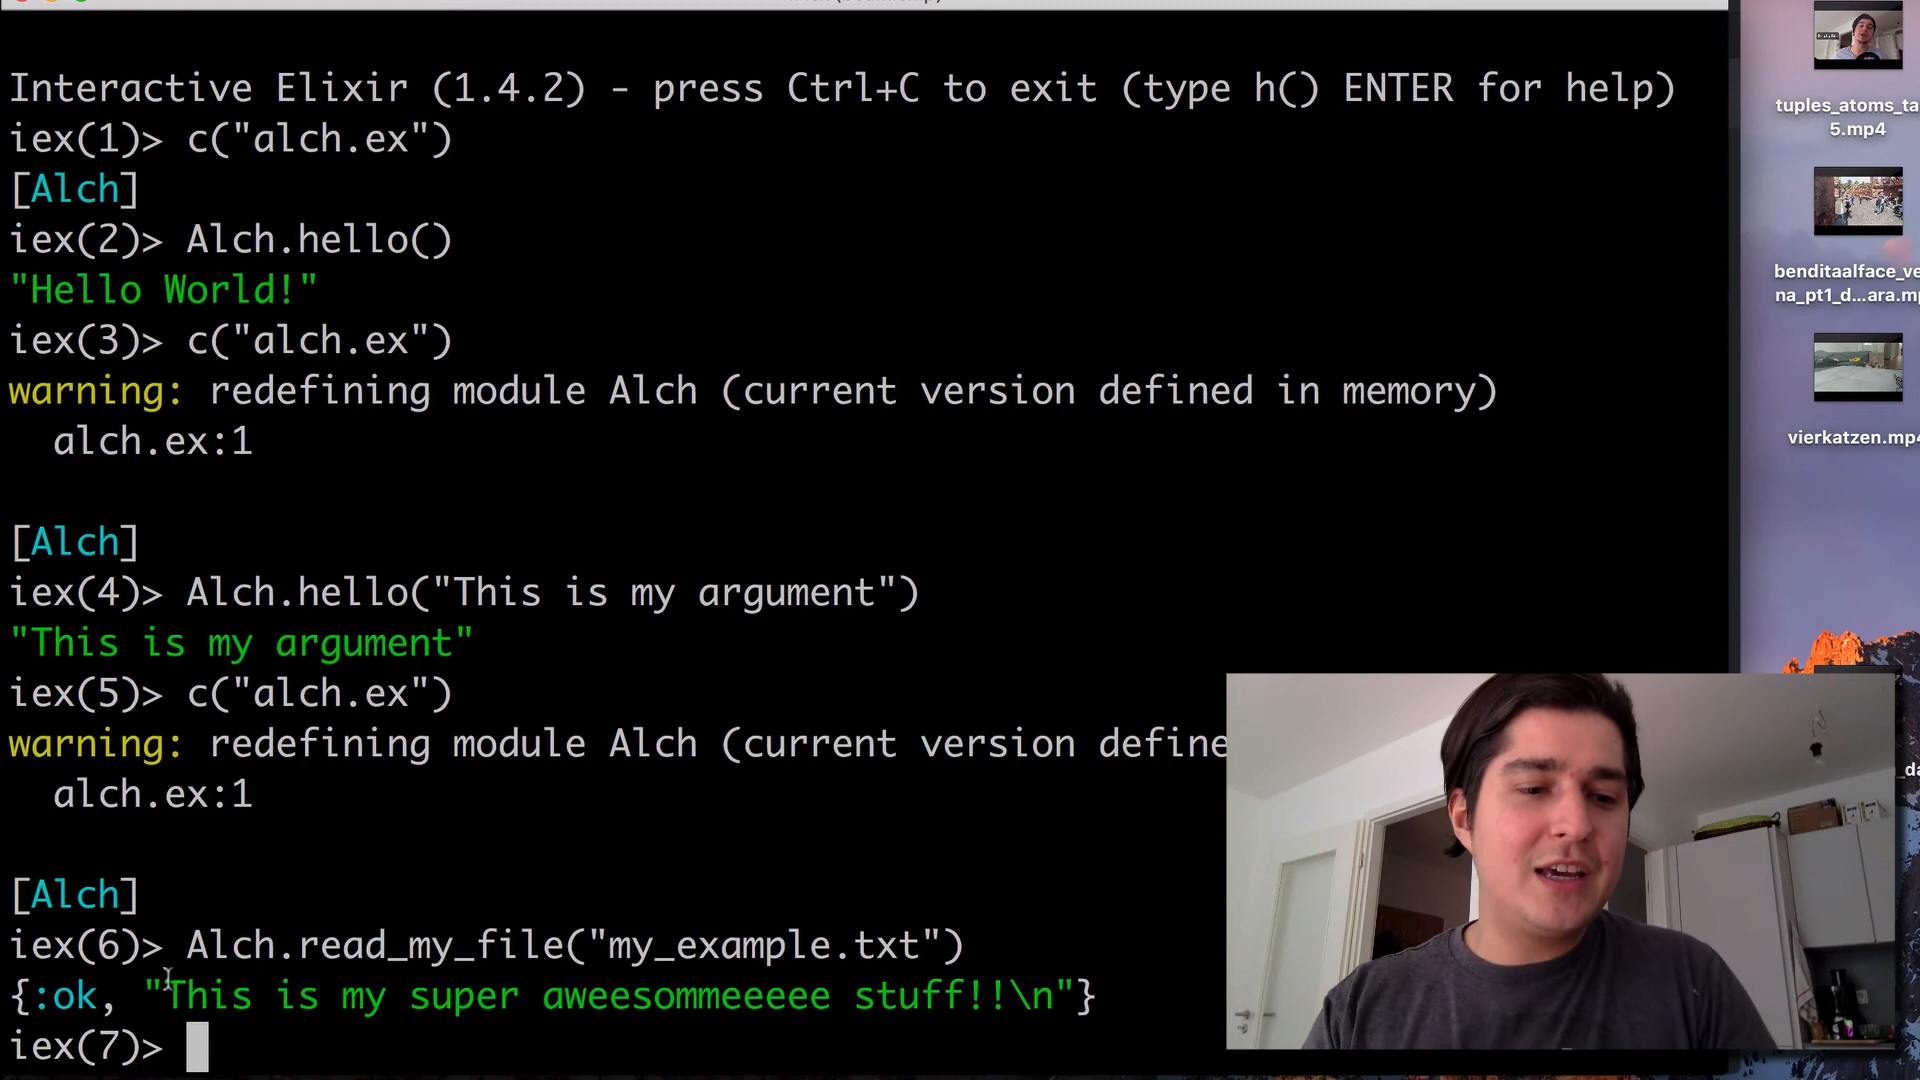 Interactive Elixir (1.4.2) - press Ctrl+C to exit (type h() ENTER for help)
iex(1)> c("alch.ex")
[Alch]
iex(2)> Alch.hello()
"Hello World!"
iex(3)> c("alch.ex")
warning: redefining module Alch (current version defined in memory)
  alch.ex:1
[Alch]
iex(4)> Alch.hello("This is my argument")
"This is my argument"
iex(5)> c("alch.ex")
warning: redefining module Alch (current version define
  alch.ex:1
[Alch]
iex(6)> Alch.read_my_file("my_example.txt")
{:ok, "This is my super aweesommeeeee stuff!!\n"}
iex(7)>
tuples_atoms_ta
5.mp4
benditaalface_ve
na_pt1_d...ara.mp
vierkatzen.mp4